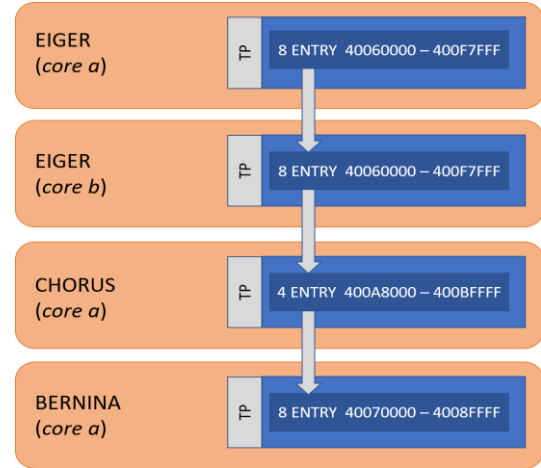 EIGER
(core a)
TP
8 ENTRY 40060000 – 400F7FFF
EIGER
(core b)
TP
8 ENTRY 40060000 – 400F7FFF
CHORUS
(core a)
TP
4 ENTRY 400A8000 – 400BFFFF
BERNINA
(core a)
TP
8 ENTRY 40070000 – 4008FFFF